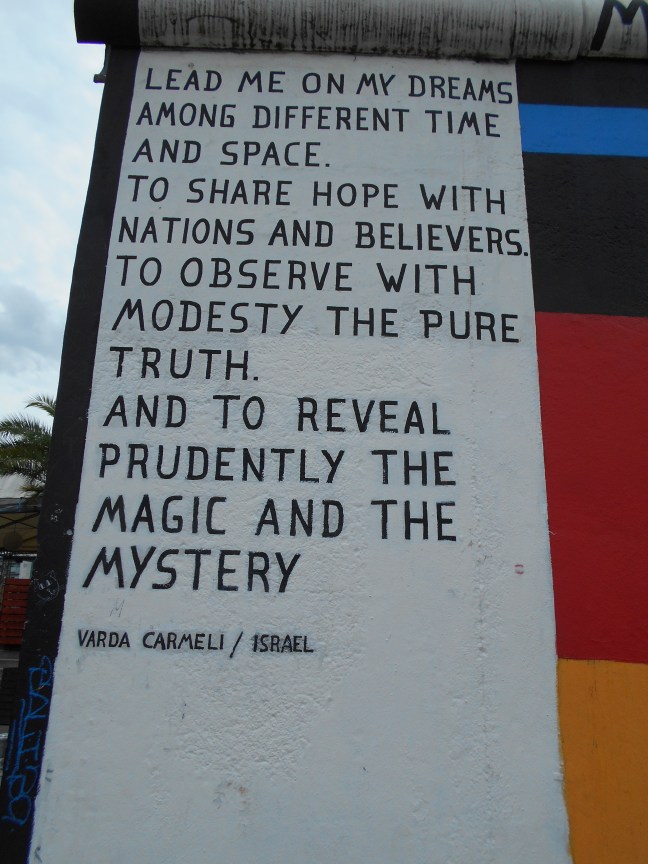 LEAD ME ON MY DREAMS
AMONG DIFFERENT TIME
AND SPACE.
TO SHARE HOPE WITH
NATIONS AND BELIEVERS.
TO OBSERVE WITH
MODESTY THE PURE
TRUTH.
AND TO REVEAL
PRUDENTLY THE
MAGIC AND THE
MYSTERY
VARDA CARMELI / ISRAEL